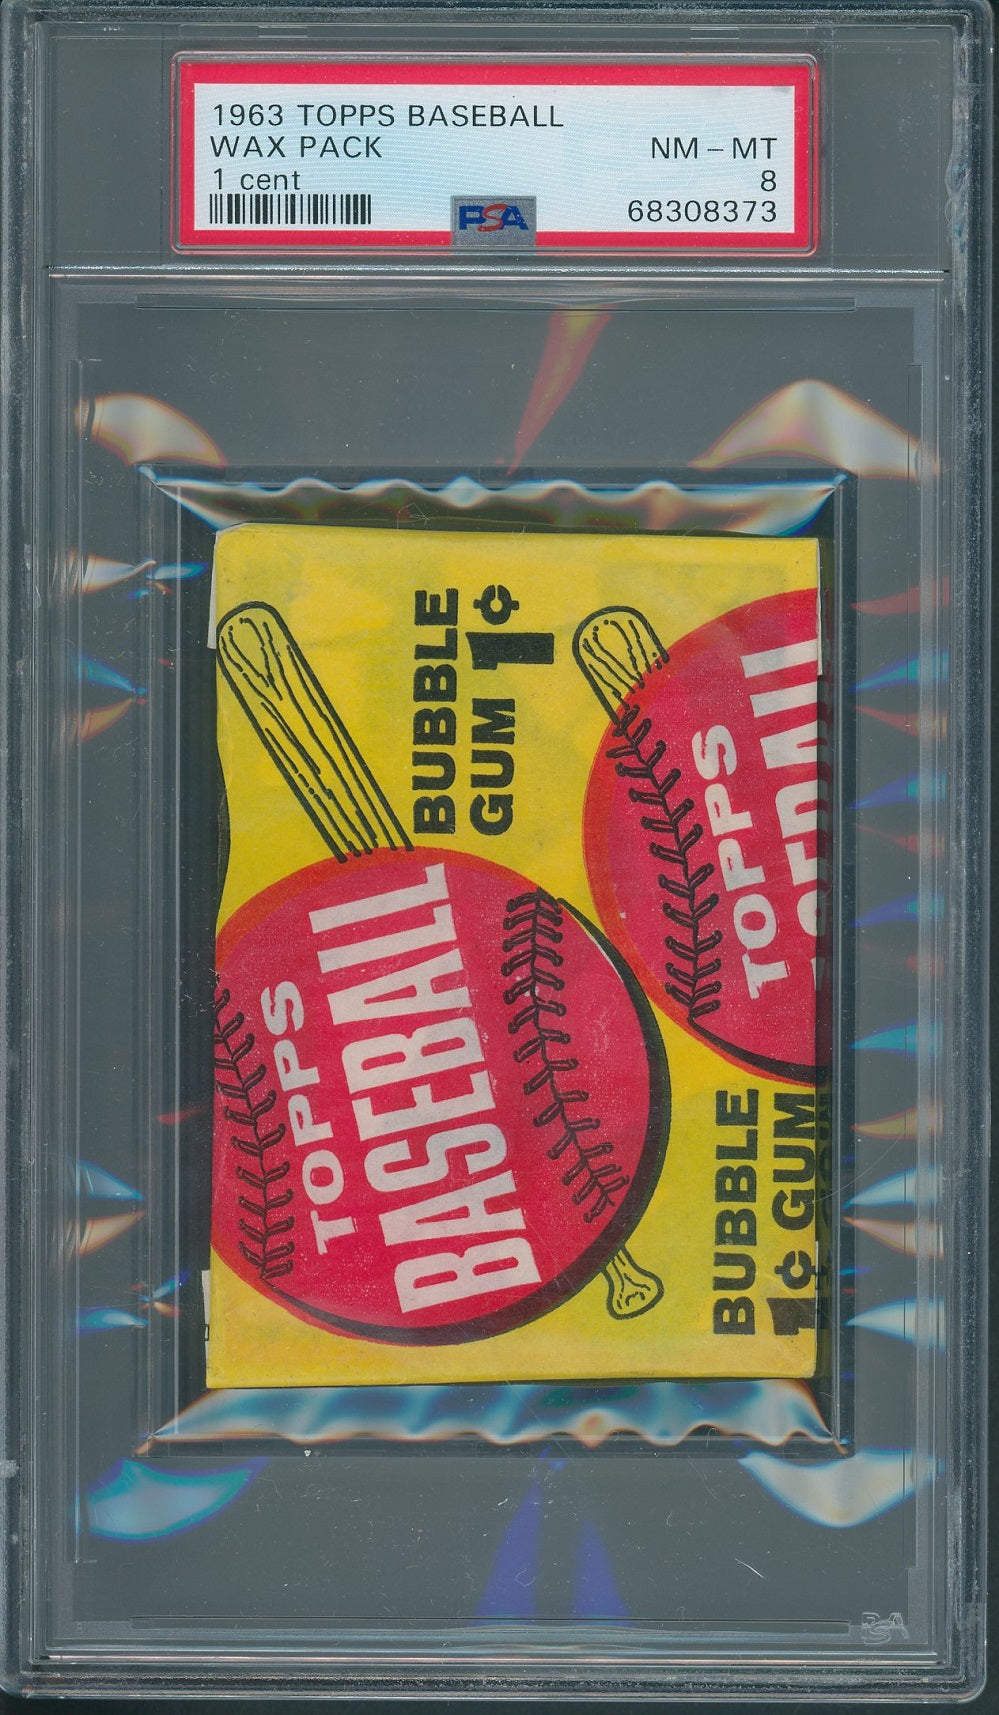 1963 TOPPS BASEBALL
WAX PACK
NM - MT
1 cent
8
PSA
68308373
BUBBLE
GUM 1¢
TOPPS
BASEBALL
TOPPS
BUBBLE
1¢ GUM
PSA